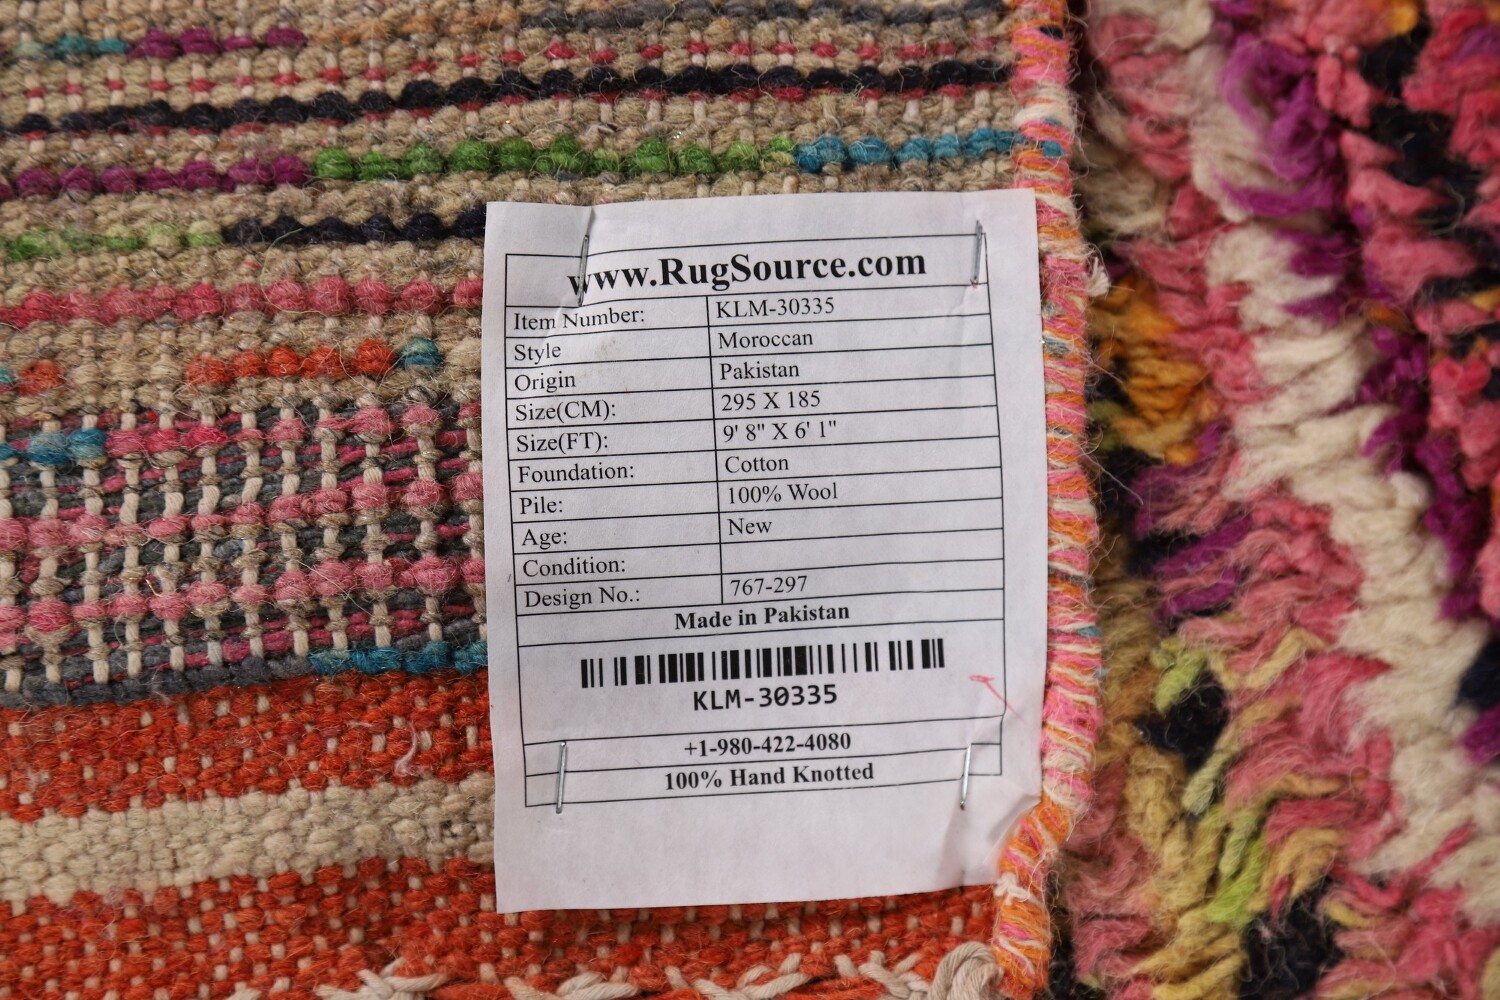 www.RugSource.com
Item Number: KLM-30335
Style Moroccan
Origin Pakistan
Size(CM): 295 X 185
Size(FT): 9' 8" X 6' 1"
Foundation: Cotton
Pile: 100% Wool
Age: New
Condition:
Design No.: 767-297
Made in Pakistan
KLM-30335
+1-980-422-4080
100% Hand Knotted